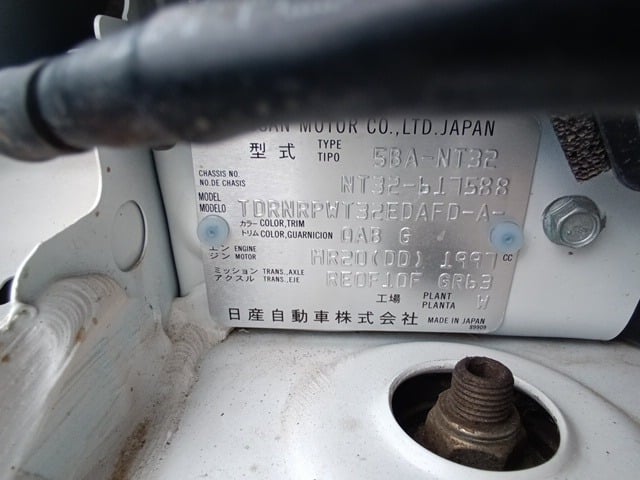 MOTOR CO.,LTD.JAPAN
型式 TYPE TIPO 5BA-NT32
CHASSIS NO. NO.DE CHASIS NT32-617588
MODEL MODELO TDRNRPWT32EDAFD-A-
カラー COLOR,TRIM トリム COLOR,GUARNICION QAB G
エンジン ENGINE MOTOR MR20(DD) 1997 CC
ミッション TRANS.,AXLE アクスル TRANS.,EJE RE0F10F GR63
工場 PLANT PLANTA W
日産自動車株式会社 MADE IN JAPAN
89909